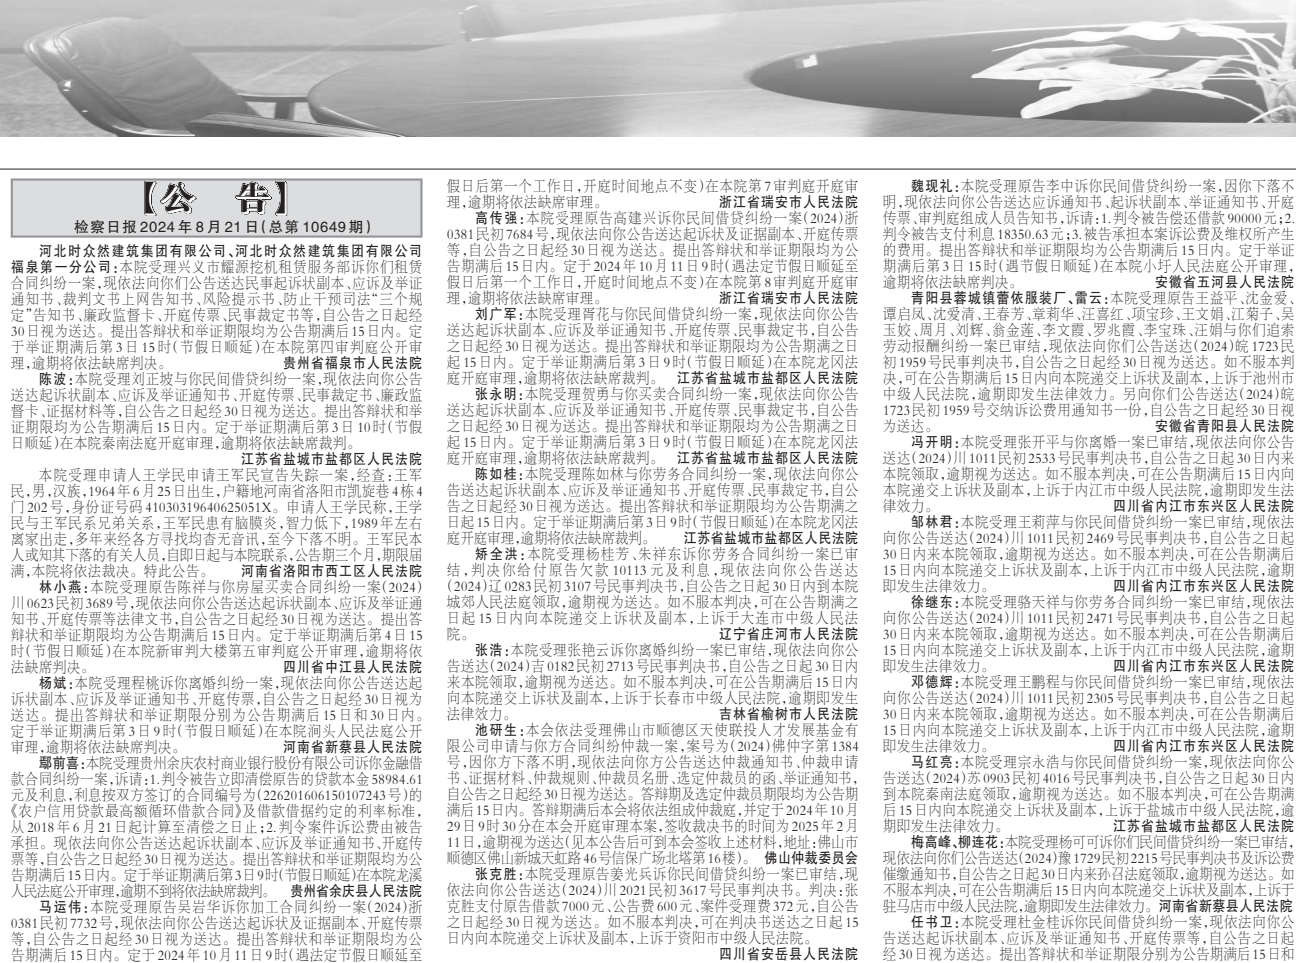 【公 告】
检察日报2024年8月21日(总第10649期)
河北时众然建筑集团有限公司、河北时众然建筑集团有限公司
福泉第一分公司:本院受理兴义市耀源挖机租赁服务部诉你们租赁
合同纠纷一案,现依法向你们公告送达民事起诉状副本、应诉及举证
通知书、裁判文书上网告知书、风险提示书、防止干预司法“三个规
定”告知书、廉政监督卡、开庭传票、民事裁定书等,自公告之日起经
30日视为送达。提出答辩状和举证期限均为公告期满后15日内。定
于举证期满后第3日15时(节假日顺延)在本院第四审判庭公开审
理,逾期将依法缺席判决。 贵州省福泉市人民法院
陈波:本院受理刘正坡与你民间借贷纠纷一案,现依法向你公告
送达起诉状副本、应诉及举证通知书、开庭传票、民事裁定书、廉政监
督卡、证据材料等,自公告之日起经30日视为送达。提出答辩状和举
证期限均为公告期满后15日内。定于举证期满后第3日10时(节假
日顺延)在本院秦南法庭开庭审理,逾期将依法缺席裁判。
江苏省盐城市盐都区人民法院
本院受理申请人王学民申请王军民宣告失踪一案,经查:王军
民,男,汉族,1964年6月25日出生,户籍地河南省洛阳市凯旋巷4栋4
门202号,身份证号码41030319640625051X。申请人王学民称,王学
民与王军民系兄弟关系,王军民患有脑膜炎,智力低下,1989年左右
离家出走,多年来经各方寻找均杳无音讯,至今下落不明。王军民本
人或知其下落的有关人员,自即日起与本院联系,公告期三个月,期限届
满,本院将依法裁决。特此公告。 河南省洛阳市西工区人民法院
林小燕:本院受理原告陈祥与你房屋买卖合同纠纷一案(2024)
川0623民初3689号,现依法向你公告送达起诉状副本、应诉及举证通
知书、开庭传票等法律文书,自公告之日起经30日视为送达。提出答
辩状和举证期限均为公告期满后15日内。定于举证期满后第4日15
时(节假日顺延)在本院新审判大楼第五审判庭公开审理,逾期将依
法缺席判决。 四川省中江县人民法院
杨斌:本院受理程桃诉你离婚纠纷一案,现依法向你公告送达起
诉状副本、应诉及举证通知书、开庭传票,自公告之日起经30日视为
送达。提出答辩状和举证期限分别为公告期满后15日和30日内。
定于举证期满后第3日9时(节假日顺延)在本院涧头人民法庭公开
审理,逾期将依法缺席判决。 河南省新蔡县人民法院
鄢前喜:本院受理贵州余庆农村商业银行股份有限公司诉你金融借
款合同纠纷一案,诉请:1.判令被告立即清偿原告的贷款本金58984.61
元及利息,利息按双方签订的合同编号为(226201606150107243号)的
《农户信用贷款最高额循环借款合同》及借款借据约定的利率标准,
从2018年6月21日起计算至清偿之日止;2.判令案件诉讼费由被告
承担。现依法向你公告送达起诉状副本、应诉及举证通知书、开庭传
票等,自公告之日起经30日视为送达。提出答辩状和举证期限均为公
告期满后15日内。定于举证期满后第3日9时(节假日顺延)在本院龙溪
人民法庭公开审理,逾期不到将依法缺席裁判。 贵州省余庆县人民法院
马运伟:本院受理原告吴岩华诉你加工合同纠纷一案(2024)浙
0381民初7732号,现依法向你公告送达起诉状及证据副本、开庭传票
等,自公告之日起经30日视为送达。提出答辩状和举证期限均为公
告期满后15日内。定于2024年10月11日9时(遇法定节假日顺延至
假日后第一个工作日,开庭时间地点不变)在本院第7审判庭开庭审
理,逾期将依法缺席审理。 浙江省瑞安市人民法院
高传强:本院受理原告高建兴诉你民间借贷纠纷一案(2024)浙
0381民初7684号,现依法向你公告送达起诉状及证据副本、开庭传票
等,自公告之日起经30日视为送达。提出答辩状和举证期限均为公
告期满后15日内。定于2024年10月11日9时(遇法定节假日顺延至
假日后第一个工作日,开庭时间地点不变)在本院第8审判庭开庭审
理,逾期将依法缺席审理。 浙江省瑞安市人民法院
刘广军:本院受理胥花与你民间借贷纠纷一案,现依法向你公告
送达起诉状副本、应诉及举证通知书、开庭传票、民事裁定书,自公告
之日起经30日视为送达。提出答辩状和举证期限均为公告期满后
起15日内。定于举证期满后第3日9时(节假日顺延)在本院龙冈法
庭开庭审理,逾期将依法缺席裁判。 江苏省盐城市盐都区人民法院
张永明:本院受理贺勇与你买卖合同纠纷一案,现依法向你公告
送达起诉状副本、应诉及举证通知书、开庭传票、民事裁定书,自公告
之日起经30日视为送达。提出答辩状和举证期限均为公告期满后
起15日内。定于举证期满后第3日9时(节假日顺延)在本院龙冈法
庭开庭审理,逾期将依法缺席裁判。 江苏省盐城市盐都区人民法院
陈如桂:本院受理陈如林与你劳务合同纠纷一案,现依法向你公
告送达起诉状副本、应诉及举证通知书、开庭传票、民事裁定书,自公
告之日起经30日视为送达。提出答辩状和举证期限均为公告期满之
日起15日内。定于举证期满后第3日9时(节假日顺延)在本院龙冈法
庭开庭审理,逾期将依法缺席裁判。 江苏省盐城市盐都区人民法院
矫全洪:本院受理杨桂芳、朱祥东诉你劳务合同纠纷一案已审
结,判决你给付原告欠款10113元及利息,现依法向你公告送达
(2024)辽0283民初3107号民事判决书,自公告之日起30日内到本院
城郊人民法庭领取,逾期视为送达。如不服本判决,可在公告期满之
日起15日内向本院递交上诉状及副本,上诉于大连市中级人民法
院。 辽宁省庄河市人民法院
张浩:本院受理张艳云诉你离婚纠纷一案已审结,现依法向你公
告送达(2024)吉0182民初2713号民事判决书,自公告之日起30日内
来本院领取,逾期视为送达。如不服本判决,可在公告期满后15日内
向本院递交上诉状及副本,上诉于长春市中级人民法院,逾期即发生
法律效力。 吉林省榆树市人民法院
池研生:本会依法受理佛山市顺德区天使联投人才发展基金有
限公司申请与你方合同纠纷仲裁一案,案号为(2024)佛仲字第1384
号,因你方下落不明,现依法向你方公告送达仲裁通知书、仲裁申请
书、证据材料、仲裁规则、仲裁员名册、选定仲裁员的函、举证通知书,
自公告之日起经30日视为送达。答辩期及选定仲裁员期限均为公告期
满后15日内。答辩期满后本会将依法组成仲裁庭,并定于2024年10月
29日9时30分在本会开庭审理本案,签收裁决书的时间为2025年2月
11日,逾期视为送达(见本公告后可到本会签收上述材料,地址:佛山市
顺德区佛山新城天虹路46号信保广场北塔第16楼)。 佛山仲裁委员会
张克胜:本院受理原告姜光兵诉你民间借贷纠纷一案已审结,现
依法向你公告送达(2024)川2021民初3617号民事判决书。判决:张
克胜支付原告借款7000元、公告费600元、案件受理费372元,自公告
之日起经30日视为送达。如不服本判决,可在判决书送达之日起15
日内向本院递交上诉状及副本,上诉于资阳市中级人民法院。
四川省安岳县人民法院
魏现礼:本院受理原告李中诉你民间借贷纠纷一案,因你下落不
明,现依法向你公告送达应诉通知书、起诉状副本、举证通知书、开庭
传票、审判庭组成人员告知书,诉请:1.判令被告偿还借款90000元;2.
判令被告支付利息18350.63元;3.被告承担本案诉讼费及维权所产生
的费用。提出答辩状和举证期限均为公告期满后15日内。定于举证
期满后第3日15时(遇节假日顺延)在本院小圩人民法庭公开审理,
逾期将依法缺席判决。 安徽省五河县人民法院
青阳县蓉城镇蕾依服装厂、雷云:本院受理原告王益平、沈金爱、
谭启凤、沈爱清、王春芳、章莉华、汪喜红、项宝珍、王文娟、江菊子、吴
玉姣、周月、刘辉、翁金莲、李文霞、罗兆霞、李宝珠、汪娟与你们追索
劳动报酬纠纷一案已审结,现依法向你们公告送达(2024)皖1723民
初1959号民事判决书,自公告之日起经30日视为送达。如不服本判
决,可在公告期满后15日内向本院递交上诉状及副本,上诉于池州市
中级人民法院,逾期即发生法律效力。另向你们公告送达(2024)皖
1723民初1959号交纳诉讼费用通知书一份,自公告之日起经30日视
为送达。 安徽省青阳县人民法院
冯开明:本院受理张开平与你离婚一案已审结,现依法向你公告
送达(2024)川1011民初2533号民事判决书,自公告之日起30日内来
本院领取,逾期视为送达。如不服本判决,可在公告期满后15日内向
本院递交上诉状及副本,上诉于内江市中级人民法院,逾期即发生法
律效力。 四川省内江市东兴区人民法院
邹林君:本院受理王莉萍与你民间借贷纠纷一案已审结,现依法
向你公告送达(2024)川1011民初2469号民事判决书,自公告之日起
30日内来本院领取,逾期视为送达。如不服本判决,可在公告期满后
15日内向本院递交上诉状及副本,上诉于内江市中级人民法院,逾期
即发生法律效力。 四川省内江市东兴区人民法院
徐继东:本院受理骆天祥与你劳务合同纠纷一案已审结,现依法
向你公告送达(2024)川1011民初2471号民事判决书,自公告之日起
30日内来本院领取,逾期视为送达。如不服本判决,可在公告期满后
15日内向本院递交上诉状及副本,上诉于内江市中级人民法院,逾期
即发生法律效力。 四川省内江市东兴区人民法院
邓德辉:本院受理王鹏程与你民间借贷纠纷一案已审结,现依法
向你公告送达(2024)川1011民初2305号民事判决书,自公告之日起
30日内来本院领取,逾期视为送达。如不服本判决,可在公告期满后
15日内向本院递交上诉状及副本,上诉于内江市中级人民法院,逾期
即发生法律效力。 四川省内江市东兴区人民法院
马红亮:本院受理宗永浩与你民间借贷纠纷一案,现依法向你公
告送达(2024)苏0903民初4016号民事判决书,自公告之日起30日内
到本院秦南法庭领取,逾期视为送达。如不服本判决,可在公告期满
后15日内向本院递交上诉状及副本,上诉于盐城市中级人民法院,逾
期即发生法律效力。 江苏省盐城市盐都区人民法院
梅高峰、柳连花:本院受理杨可可诉你们民间借贷纠纷一案已审结,
现依法向你们公告送达(2024)豫1729民初2215号民事判决书及诉讼费
催缴通知书,自公告之日起30日内来孙召法庭领取,逾期视为送达。如
不服本判决,可在公告期满后15日内向本院递交上诉状及副本,上诉于
驻马店市中级人民法院,逾期即发生法律效力。 河南省新蔡县人民法院
任书卫:本院受理杜金桂诉你民间借贷纠纷一案,现依法向你公
告送达起诉状副本、应诉及举证通知书、开庭传票等,自公告之日起
经30日视为送达。提出答辩状和举证期限分别为公告期满后15日和